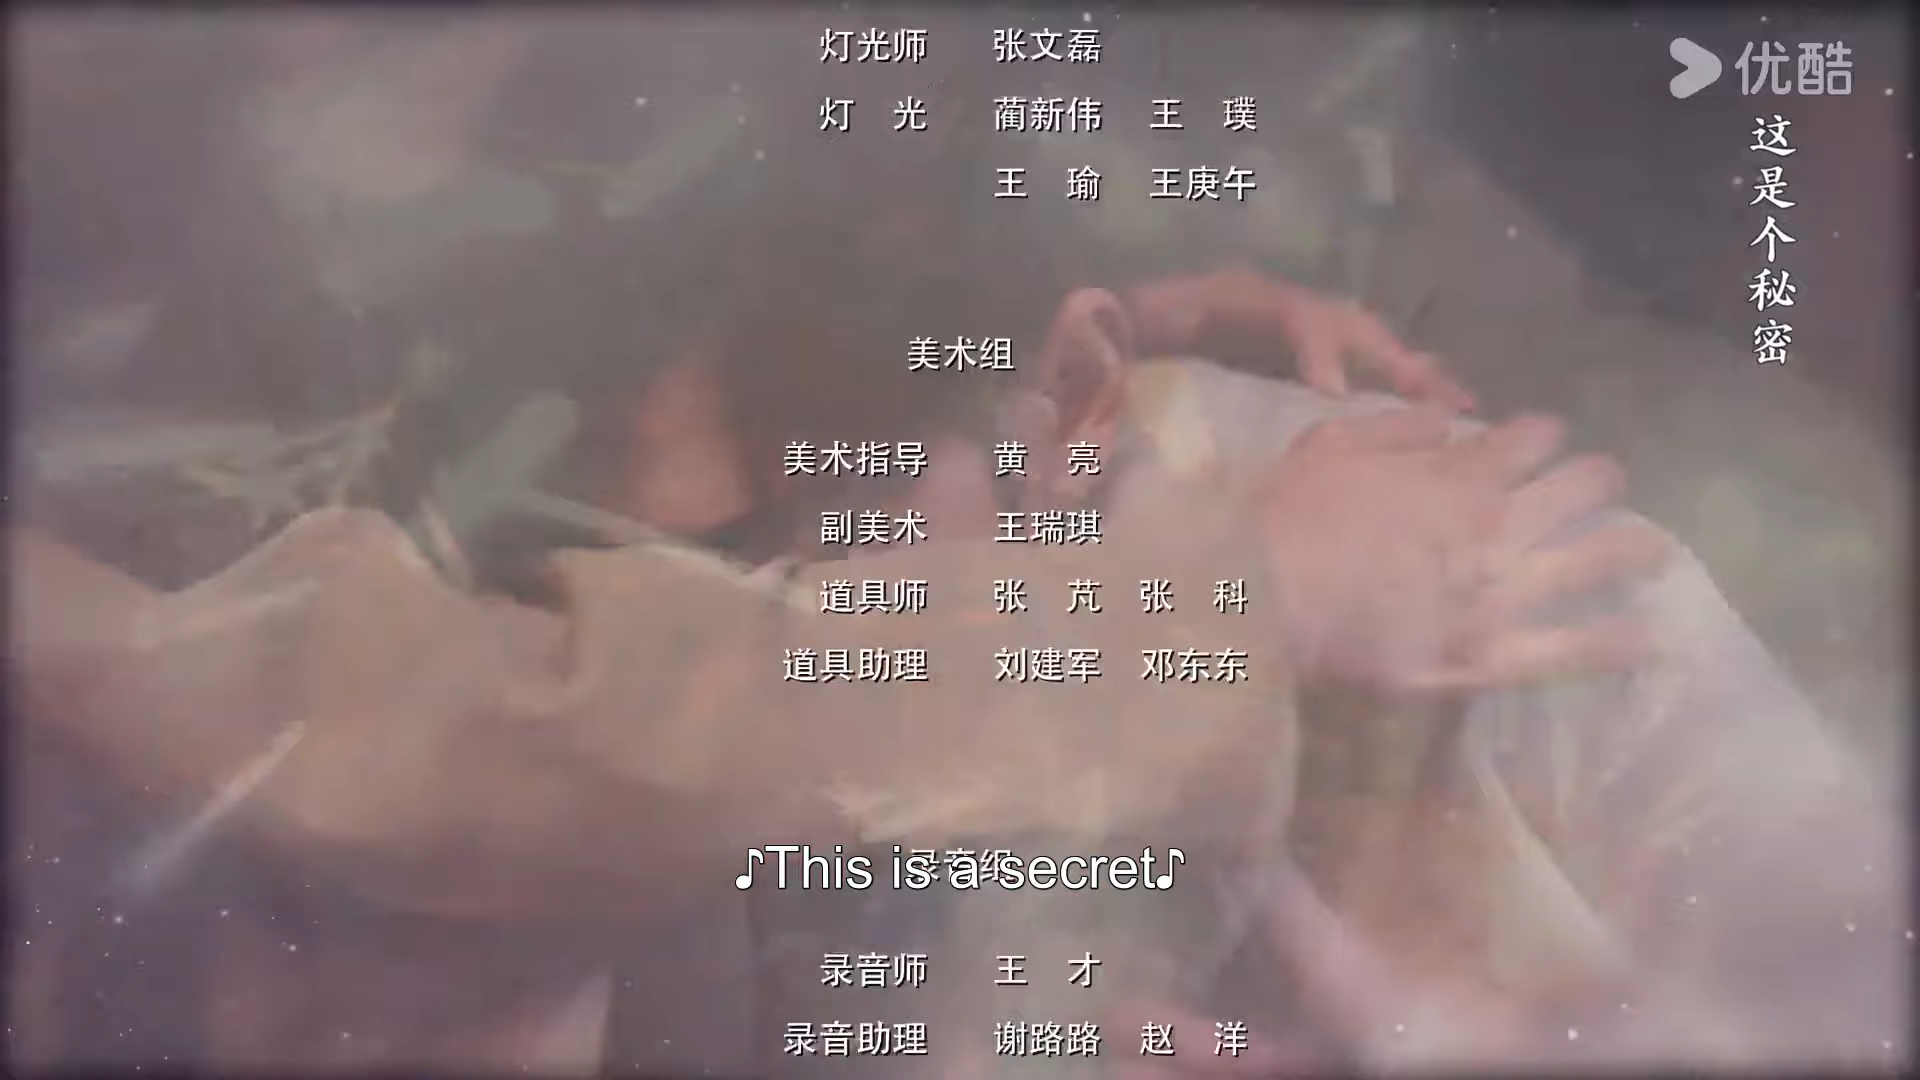 灯光师 张文磊
灯 光 蔺新伟 王 璞
王 瑜 王庚午
优酷
这是个秘密
美术组
美术指导 黄 亮
副美术 王瑞琪
道具师 张 芃 张 科
道具助理 刘建军 邓东东
录音组
♪This is a secret♪
录音师 王 才
录音助理 谢路路 赵 洋